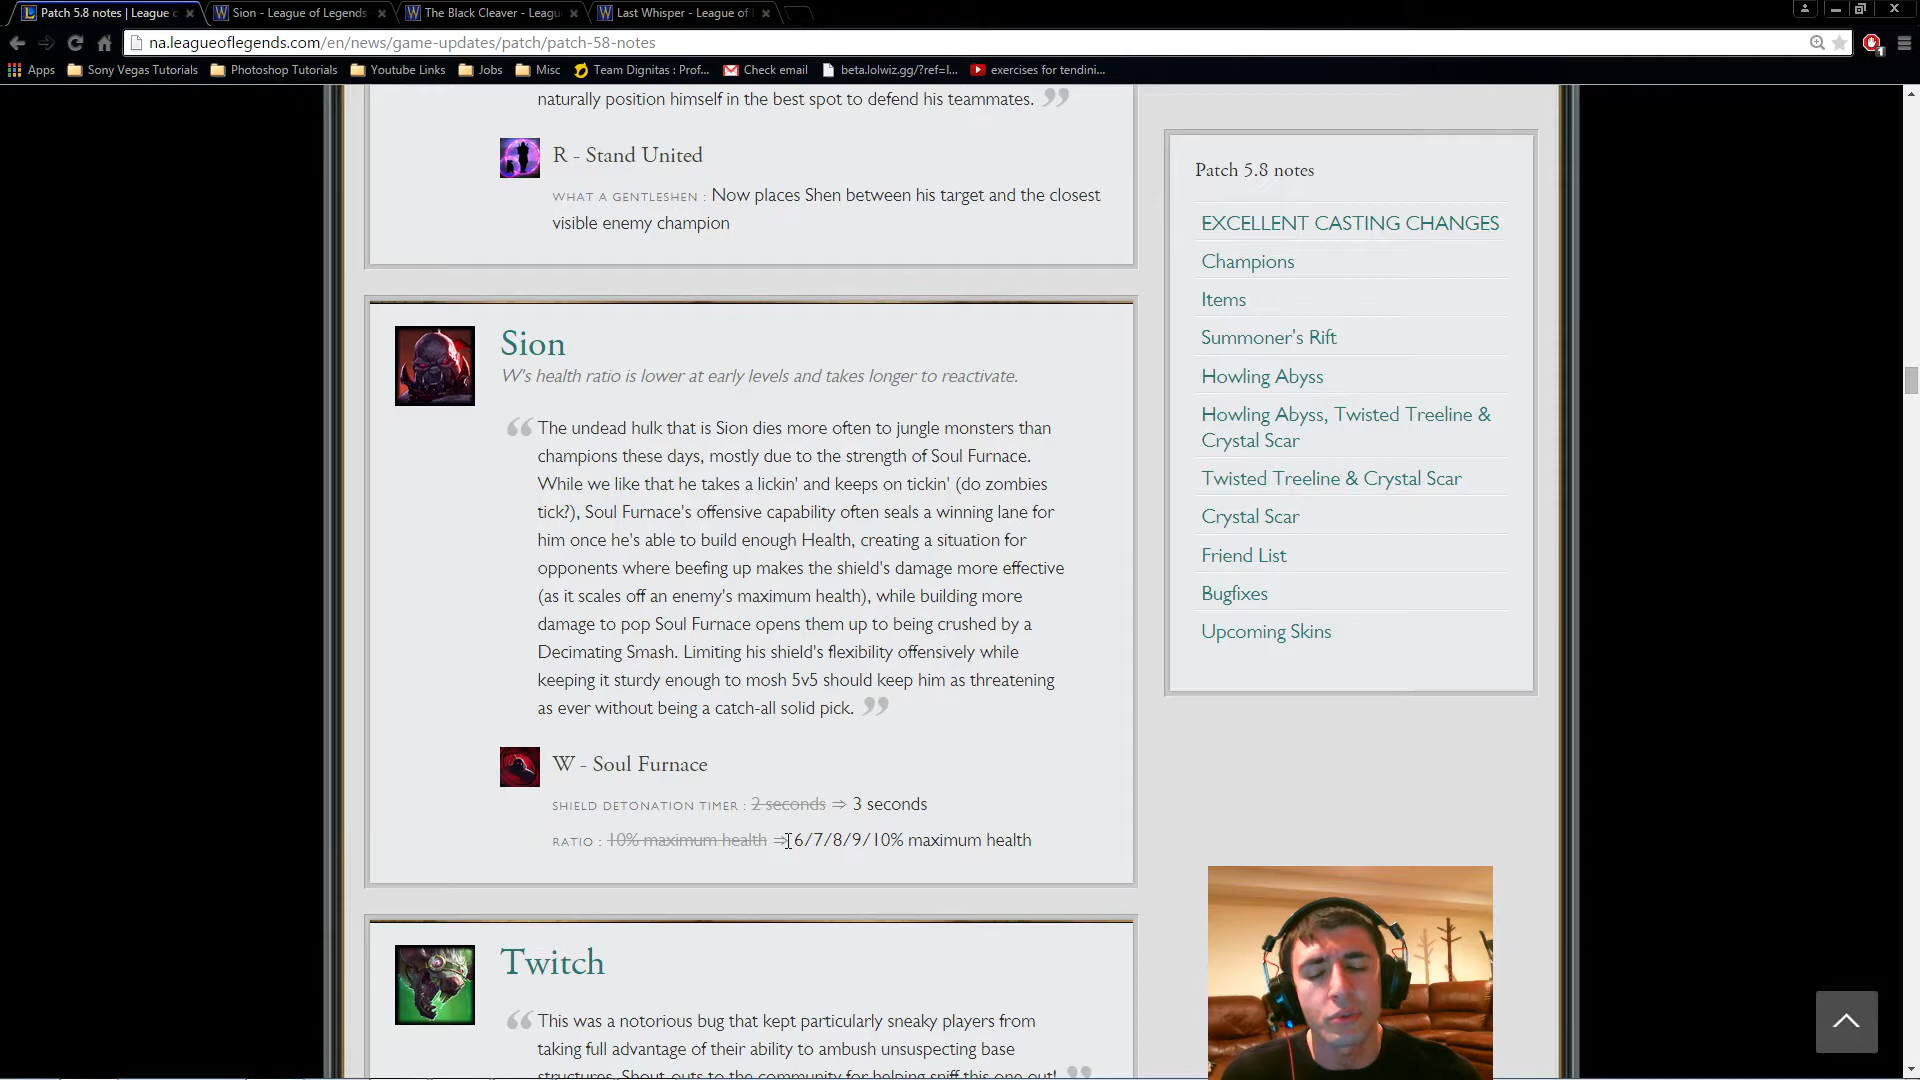 Patch 5.8 notes | League
Sion - League of Legends
The Black Cleaver - Leagu
Last Whisper - League of
na.leagueoflegends.com/en/news/game-updates/patch/patch-58-notes
Apps
Sony Vegas Tutorials
Photoshop Tutorials
Youtube Links
Jobs
Misc
Team Dignitas : Prof...
Check email
beta.lolwiz.gg/?ref=l...
exercises for tendini...
naturally position himself in the best spot to defend his teammates.
R - Stand United
WHAT A GENTLESHEN : Now places Shen between his target and the closest
visible enemy champion
Sion
W's health ratio is lower at early levels and takes longer to reactivate.
The undead hulk that is Sion dies more often to jungle monsters than
champions these days, mostly due to the strength of Soul Furnace.
While we like that he takes a lickin' and keeps on tickin' (do zombies
tick?), Soul Furnace's offensive capability often seals a winning lane for
him once he's able to build enough Health, creating a situation for
opponents where beefing up makes the shield's damage more effective
(as it scales off an enemy's maximum health), while building more
damage to pop Soul Furnace opens them up to being crushed by a
Decimating Smash. Limiting his shield's flexibility offensively while
keeping it sturdy enough to mosh 5v5 should keep him as threatening
as ever without being a catch-all solid pick.
W - Soul Furnace
SHIELD DETONATION TIMER : 2 seconds ⇒ 3 seconds
RATIO : 10% maximum health ⇒ 6/7/8/9/10% maximum health
Twitch
This was a notorious bug that kept particularly sneaky players from
taking full advantage of their ability to ambush unsuspecting base
structures. Shout-outs to the community for helping sniff this one out!
Patch 5.8 notes
EXCELLENT CASTING CHANGES
Champions
Items
Summoner's Rift
Howling Abyss
Howling Abyss, Twisted Treeline &
Crystal Scar
Twisted Treeline & Crystal Scar
Crystal Scar
Friend List
Bugfixes
Upcoming Skins